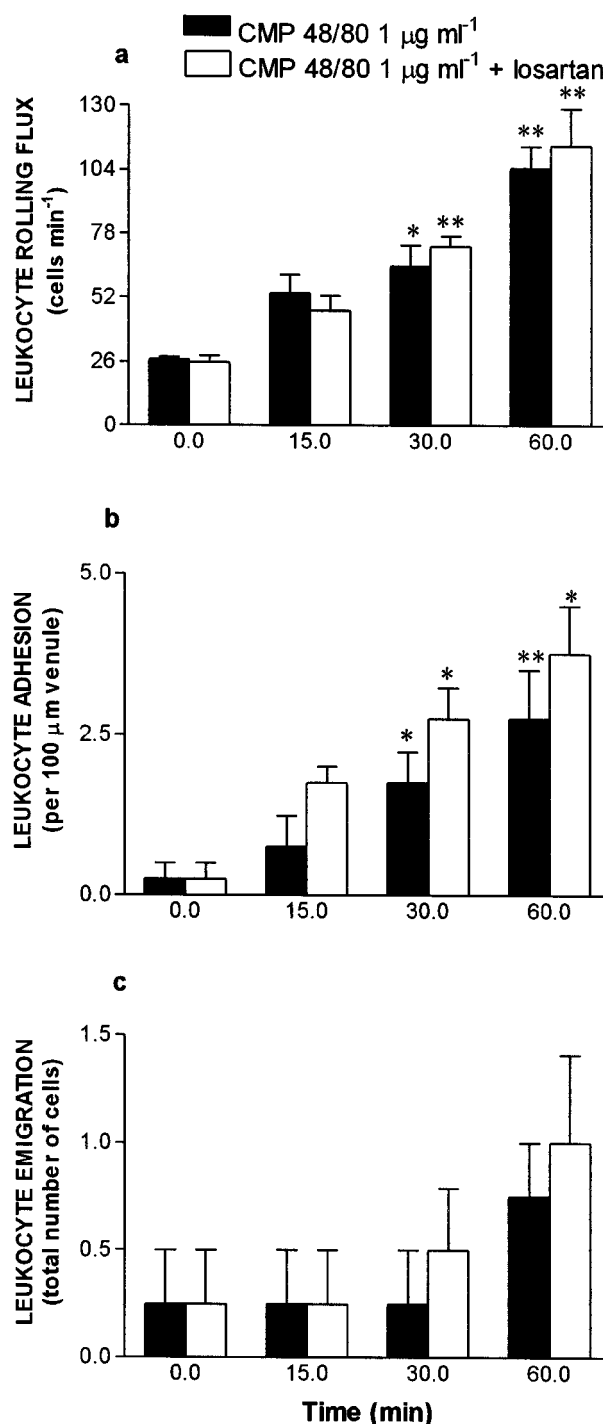 CMP 48/80 1 μg ml⁻¹
a
CMP 48/80 1 μg ml⁻¹ + losartan
LEUKOCYTE ROLLING FLUX
(cells min⁻¹)
130
104
78
52
26
0
*
**
**
**
0.0 15.0 30.0 60.0
b
LEUKOCYTE ADHESION
(per 100 μm venule)
5.0
2.5
0.0
*
*
**
*
0.0 15.0 30.0 60.0
c
LEUKOCYTE EMIGRATION
(total number of cells)
1.5
1.0
0.5
0.0
0.0 15.0 30.0 60.0
Time (min)